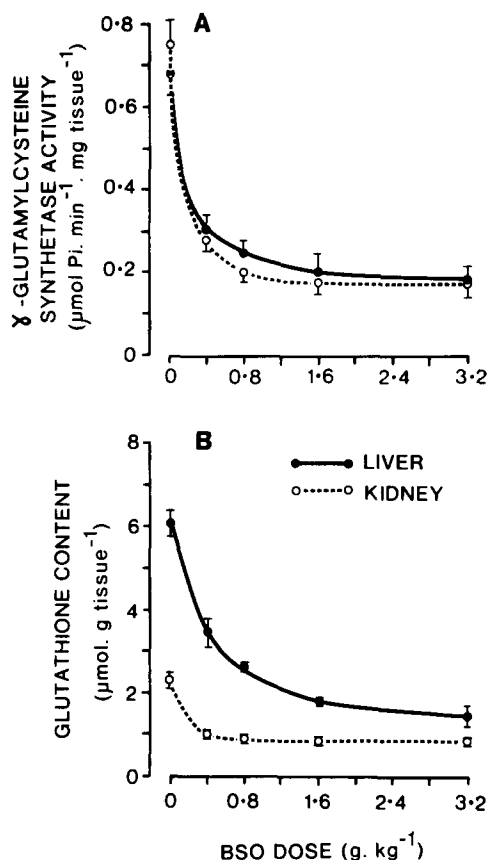 A
γ-GLUTAMYLCYSTEINE
SYNTHETASE ACTIVITY
(µmol Pi. min⁻¹. mg tissue⁻¹)
0·8
0·6
0·4
0·2
0
0 0·8 1·6 2·4 3·2
B
LIVER
KIDNEY
GLUTATHIONE CONTENT
(µmol. g tissue⁻¹)
8
6
4
2
0
0 0·8 1·6 2·4 3·2
BSO DOSE (g. kg⁻¹)